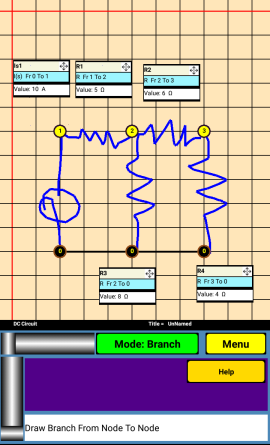 Is1
I(s) Fr 0 To 1
Value: 10 A
R1
R Fr 1 To 2
Value: 5 Ω
R2
R Fr 2 To 3
Value: 6 Ω
1
2
3
0
0
0
R3
R Fr 2 To 0
Value: 8 Ω
R4
R Fr 3 To 0
Value: 4 Ω
DC Circuit
Title = UnNamed
Mode: Branch
Menu
Help
Draw Branch From Node To Node